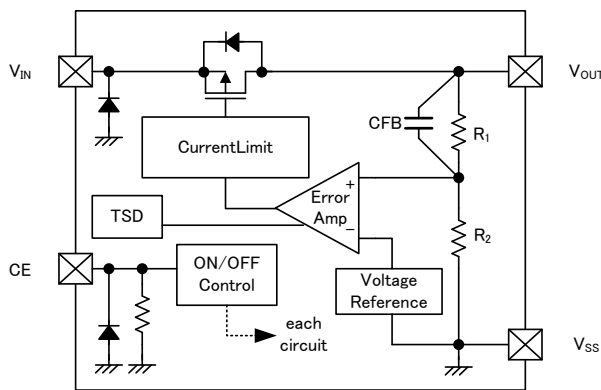 VIN
VOUT
CFB
R1
CurrentLimit
Error
Amp
+
−
TSD
R2
CE
ON/OFF
Control
Voltage
Reference
each
circuit
VSS